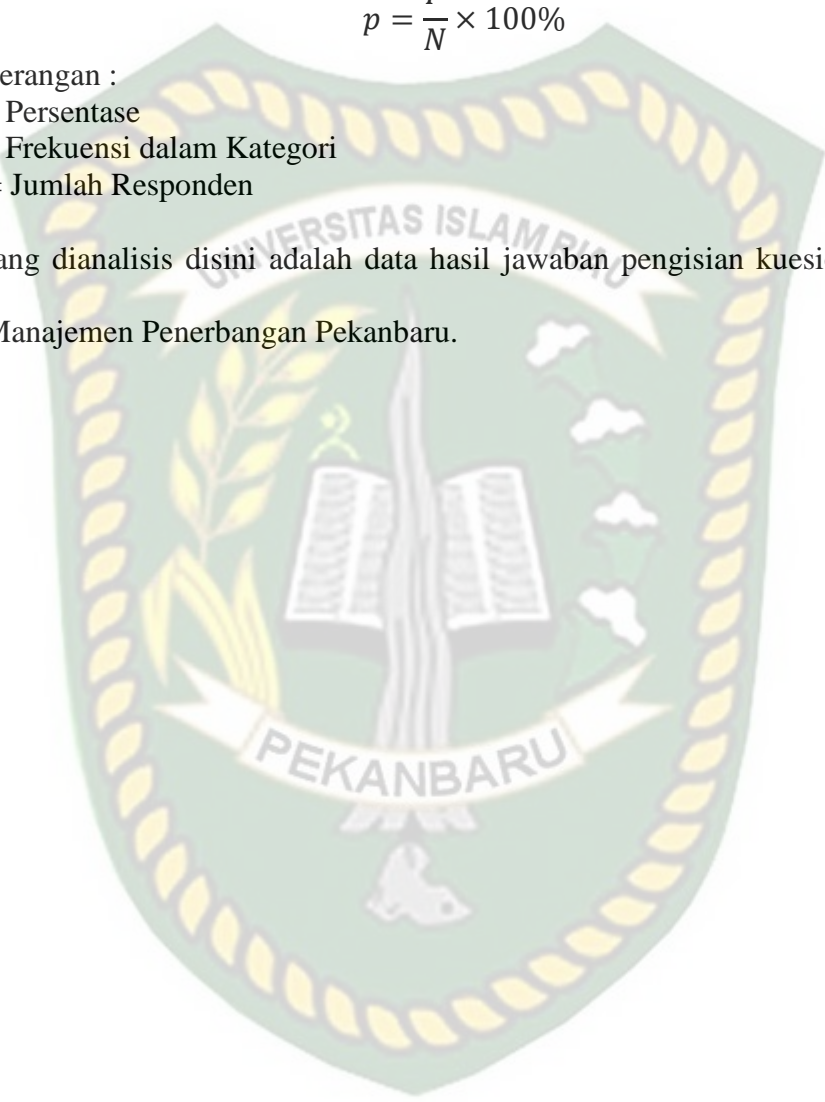 p = — × 100%
N
erangan :
Persentase
Frekuensi dalam Kategori
= Jumlah Responden
UNIVERSITAS ISLAM RIAU
ang dianalisis disini adalah data hasil jawaban pengisian kuesi
Manajemen Penerbangan Pekanbaru.
PEKANBARU